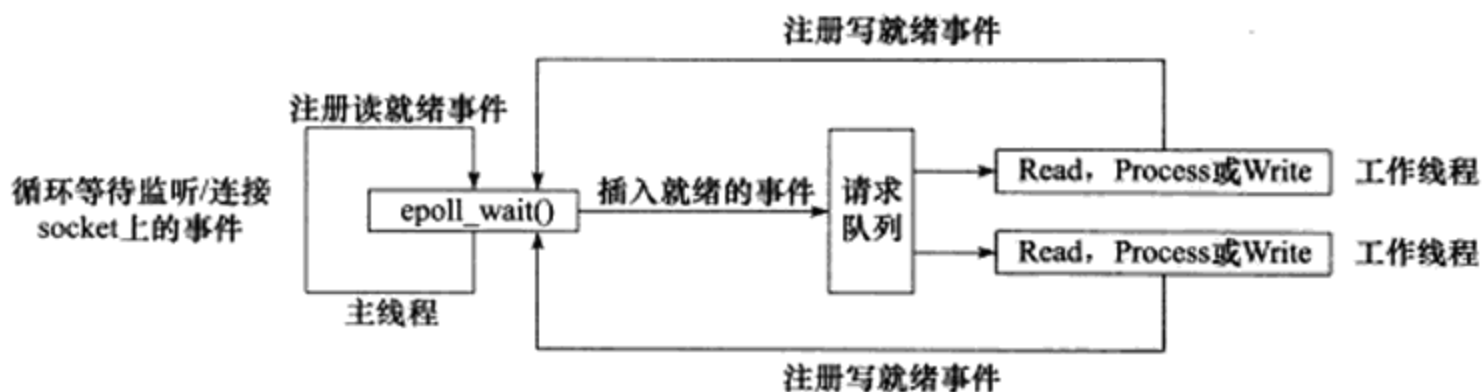 注册写就绪事件
注册读就绪事件
循环等待监听/连接
socket上的事件
epoll_wait()
插入就绪的事件
请求
队列
Read，Process或Write
工作线程
Read，Process或Write
工作线程
主线程
注册写就绪事件